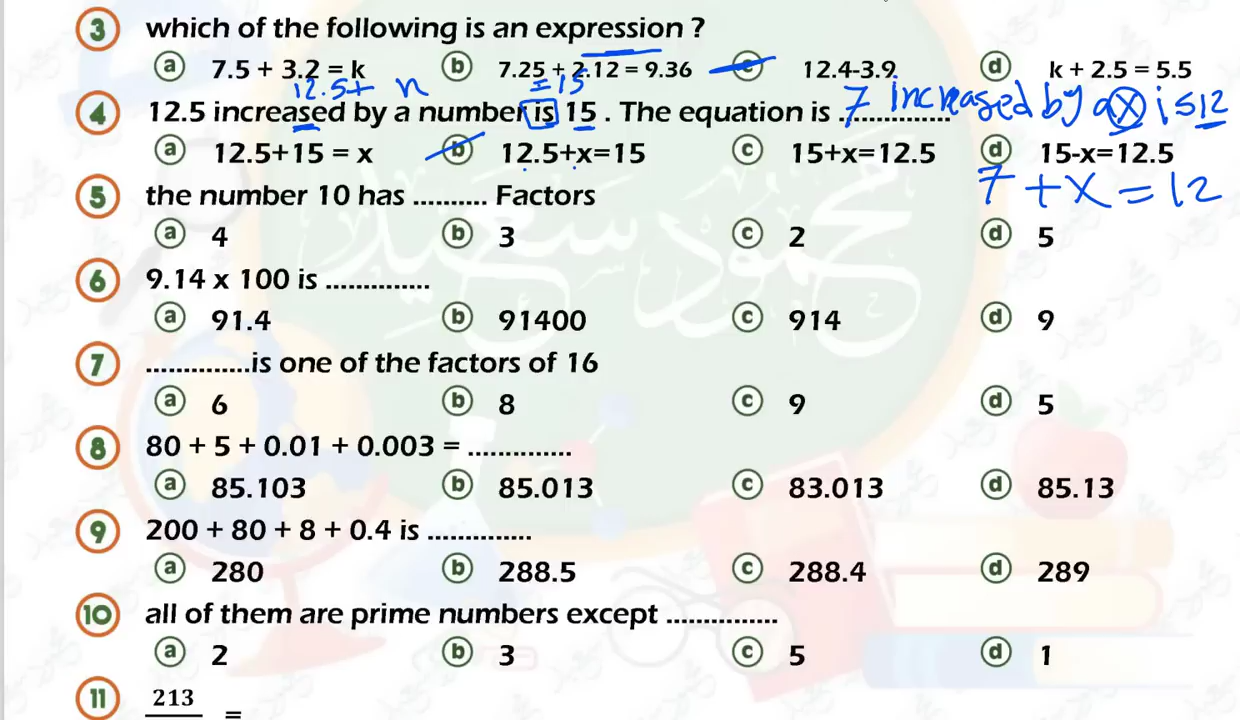 3 which of the following is an expression ?
a 7.5 + 3.2 = k b 7.25 + 2.12 = 9.36 c 12.4-3.9 d k + 2.5 = 5.5
12.5+ n =15
4 12.5 increased by a number is 15 . The equation is ..............
7 increased by a x is 12
a 12.5+15 = x b 12.5+x=15 c 15+x=12.5 d 15-x=12.5
7 + x = 12
5 the number 10 has .......... Factors
a 4 b 3 c 2 d 5
محمود سعيد
6 9.14 x 100 is ..............
a 91.4 b 91400 c 914 d 9
7 ..............is one of the factors of 16
a 6 b 8 c 9 d 5
8 80 + 5 + 0.01 + 0.003 = ..............
a 85.103 b 85.013 c 83.013 d 85.13
9 200 + 80 + 8 + 0.4 is ..............
a 280 b 288.5 c 288.4 d 289
10 all of them are prime numbers except ...............
a 2 b 3 c 5 d 1
11 213
=